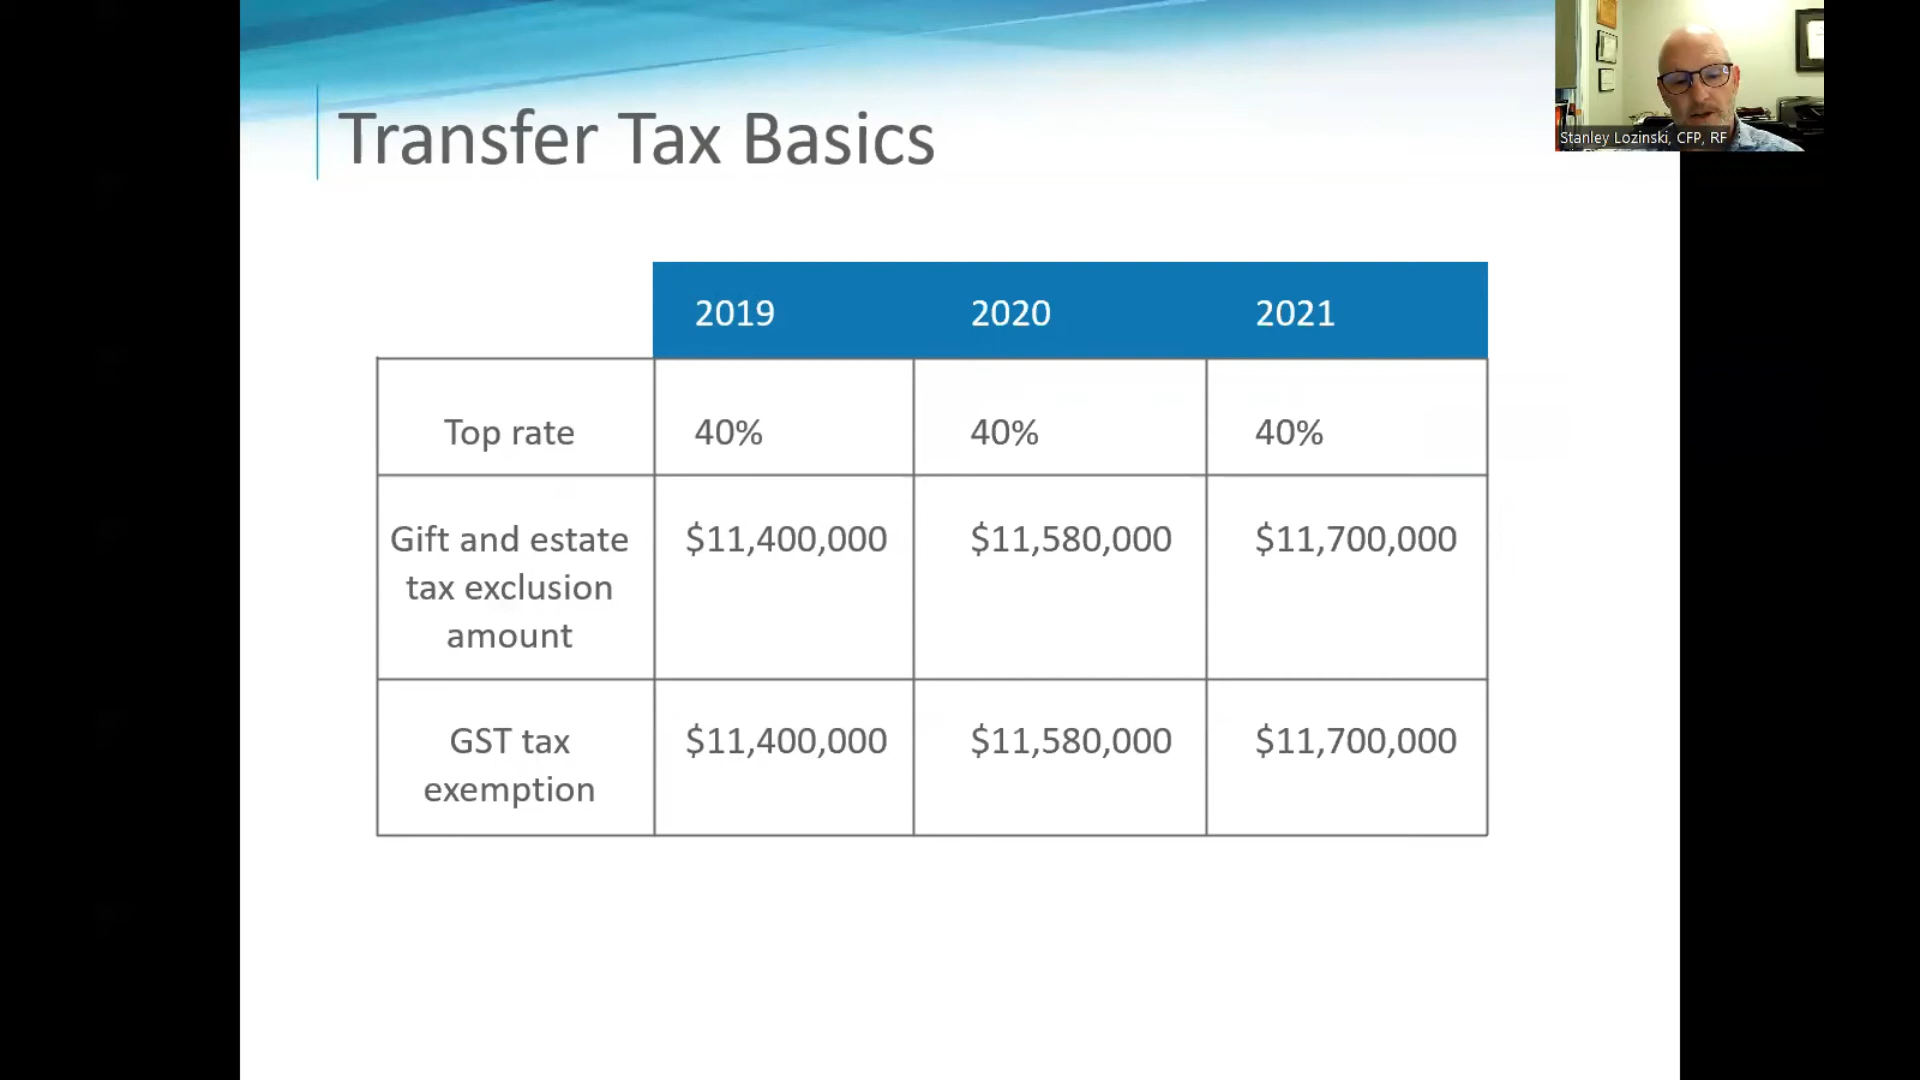 Transfer Tax Basics
Stanley Lozinski, CFP, RF
2019 2020 2021
Top rate 40% 40% 40%
Gift and estate $11,400,000 $11,580,000 $11,700,000
tax exclusion
amount
GST tax $11,400,000 $11,580,000 $11,700,000
exemption